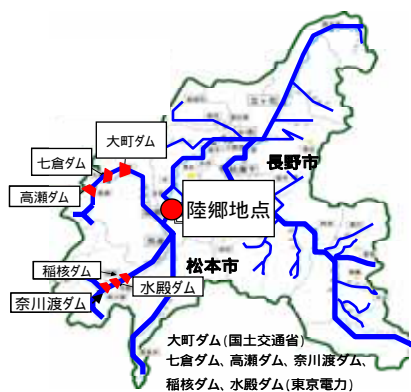 大町ダム
七倉ダム
高瀬ダム
長野市
陸郷地点
稲核ダム
松本市
水殿ダム
奈川渡ダム
大町ダム(国土交通省)
七倉ダム、高瀬ダム、奈川渡ダム、
稲核ダム、水殿ダム(東京電力)